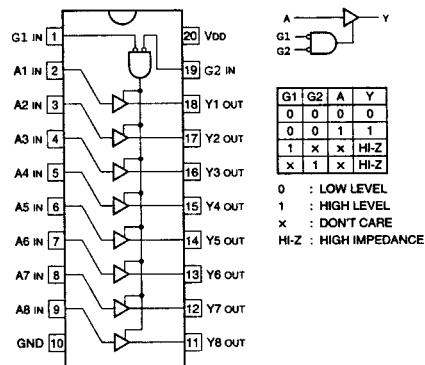 G1 IN 1
20 VDD
A1 IN 2
19 G2 IN
A2 IN 3
18 Y1 OUT
A3 IN 4
17 Y2 OUT
A4 IN 5
16 Y3 OUT
A5 IN 6
15 Y4 OUT
A6 IN 7
14 Y5 OUT
A7 IN 8
13 Y6 OUT
A8 IN 9
12 Y7 OUT
GND 10
11 Y8 OUT
A Y
G1
G2
G1 G2 A Y
0 0 0 0
0 0 1 1
1 × × HI-Z
× 1 × HI-Z
0 : LOW LEVEL
1 : HIGH LEVEL
× : DON'T CARE
HI-Z : HIGH IMPEDANCE